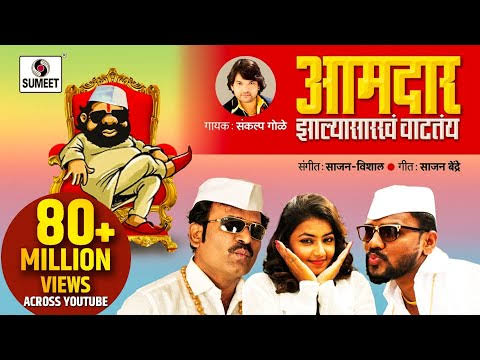 SUMEET
आमदार
झाल्यासारखं वाटतंय
गायक : संकल्प गोळे
संगीत : साजन-विशाल ● गीत : साजन बेंद्रे
80+
MILLION
VIEWS
ACROSS YOUTUBE